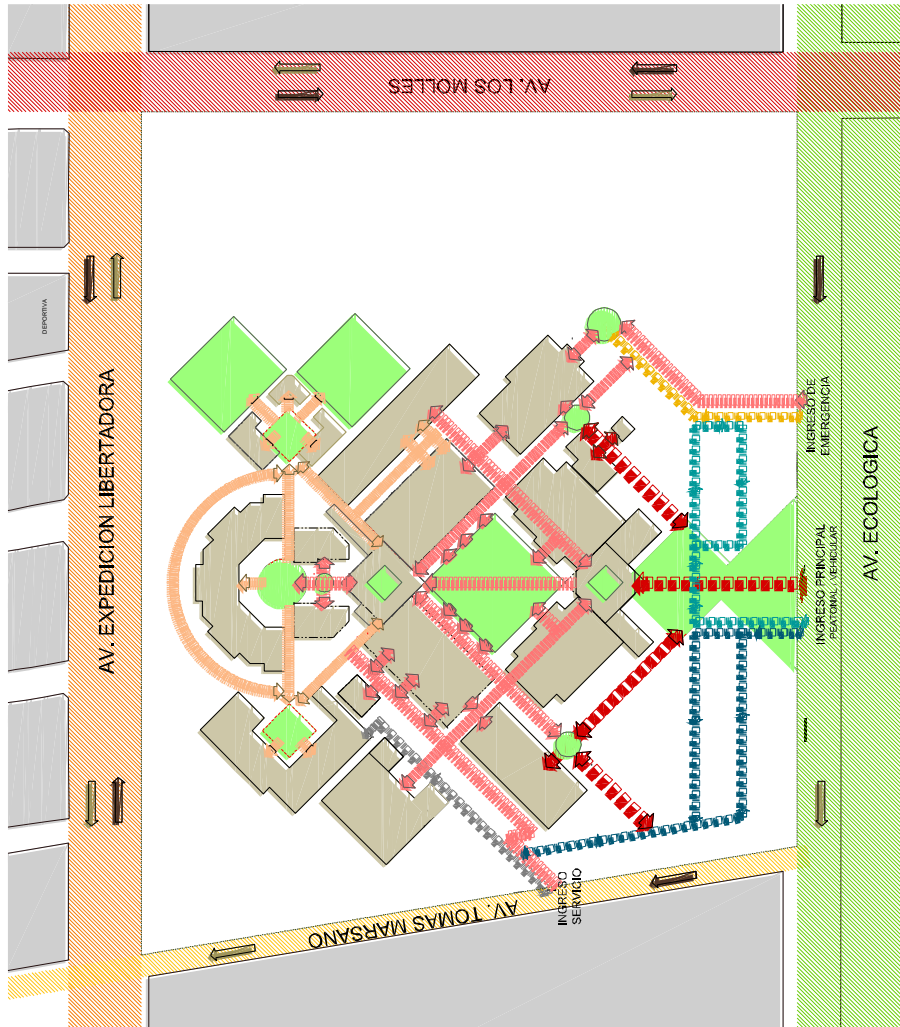 AV. LOS MOLLES
DEPORTIVA
AV. EXPEDICION LIBERTADORA
INGRESO DE
EMERGENCIA
AV. ECOLOGICA
INGRESO PRINCIPAL
PEATONAL - VEHICULAR
INGRESO
SERVICIO
AV. TOMAS MARSANO